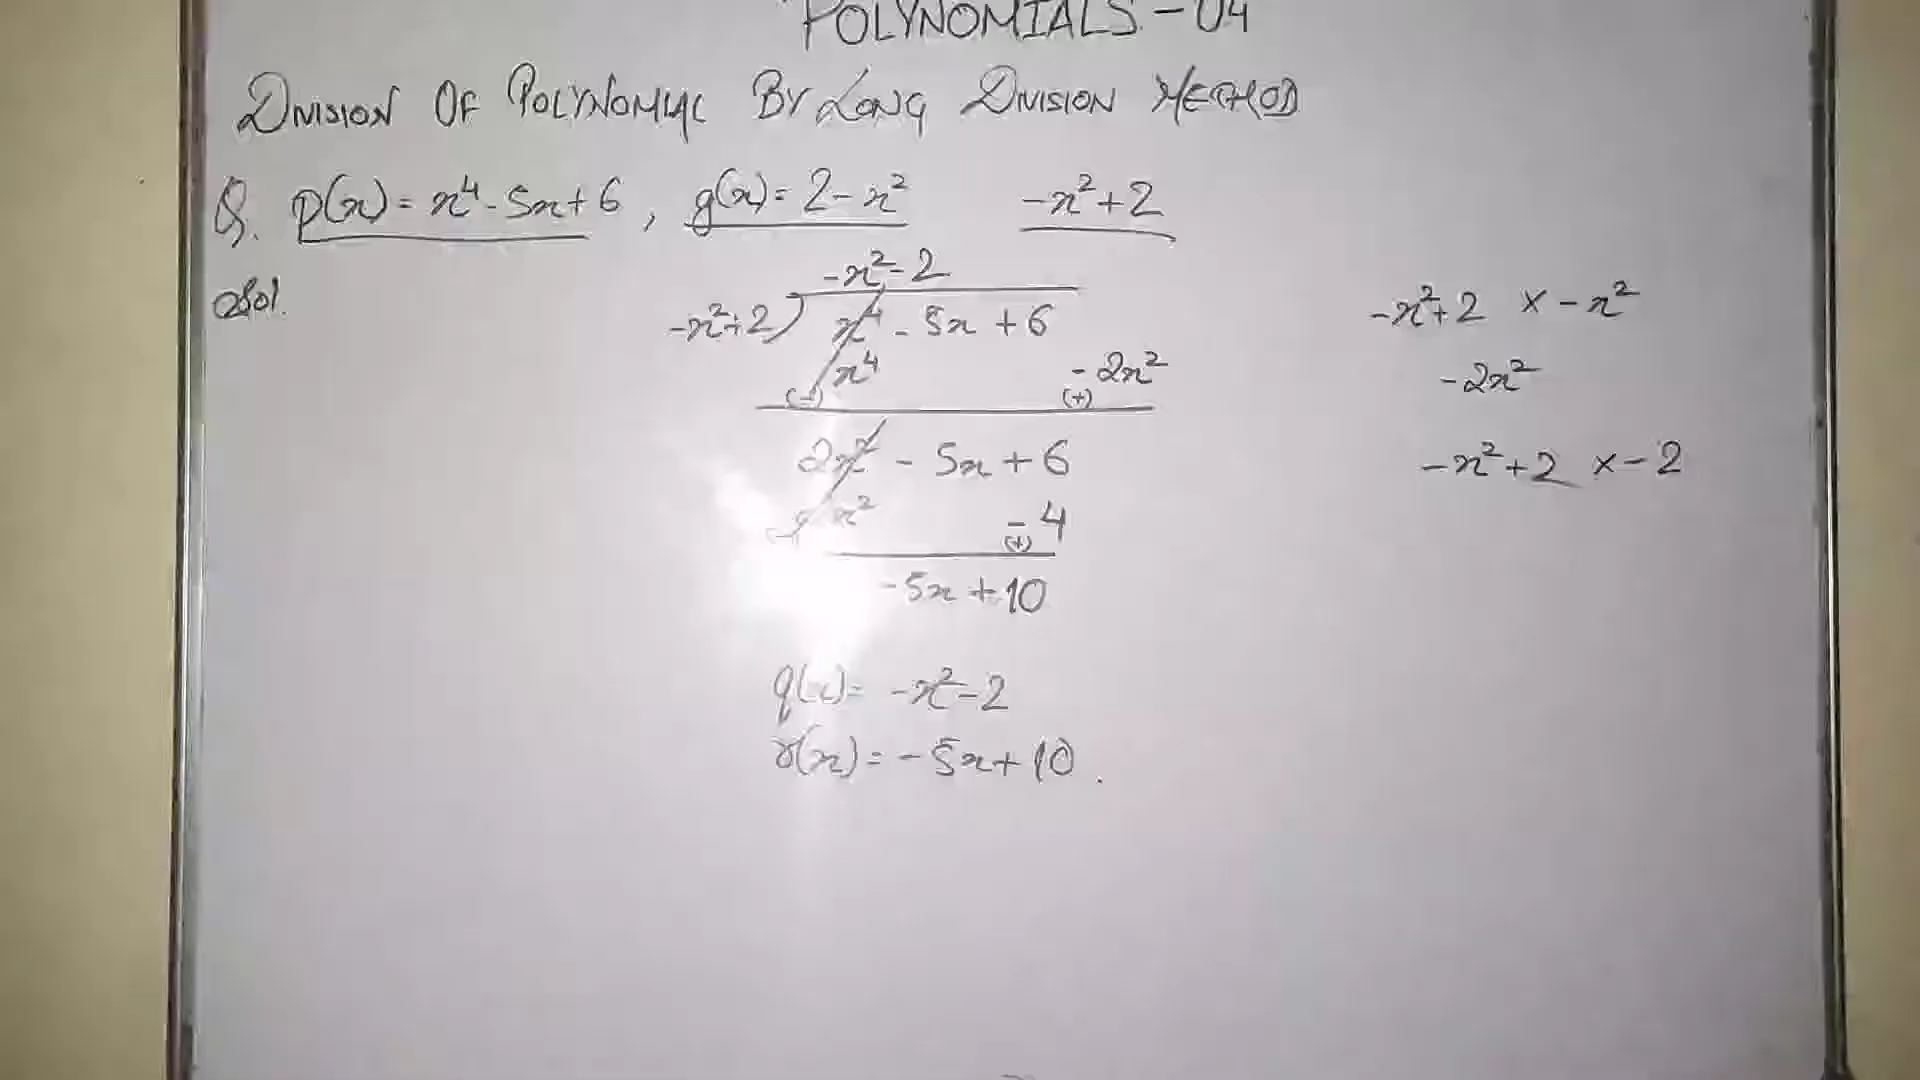 POLYNOMIALS - 04
DIVISION OF POLYNOMIAL BY LONG DIVISION METHOD
Q. p(x) = x⁴ - 5x + 6, g(x) = 2 - x² -x² + 2
Sol.
-x² - 2
-x² + 2 ) x⁴ - 5x + 6
x⁴ - 2x²
(-) (+)
2x² - 5x + 6
x² - 4
(-) (+)
-5x + 10
q(x) = -x² - 2
r(x) = -5x + 10.
-x² + 2 × -x²
-2x²
-x² + 2 × -2